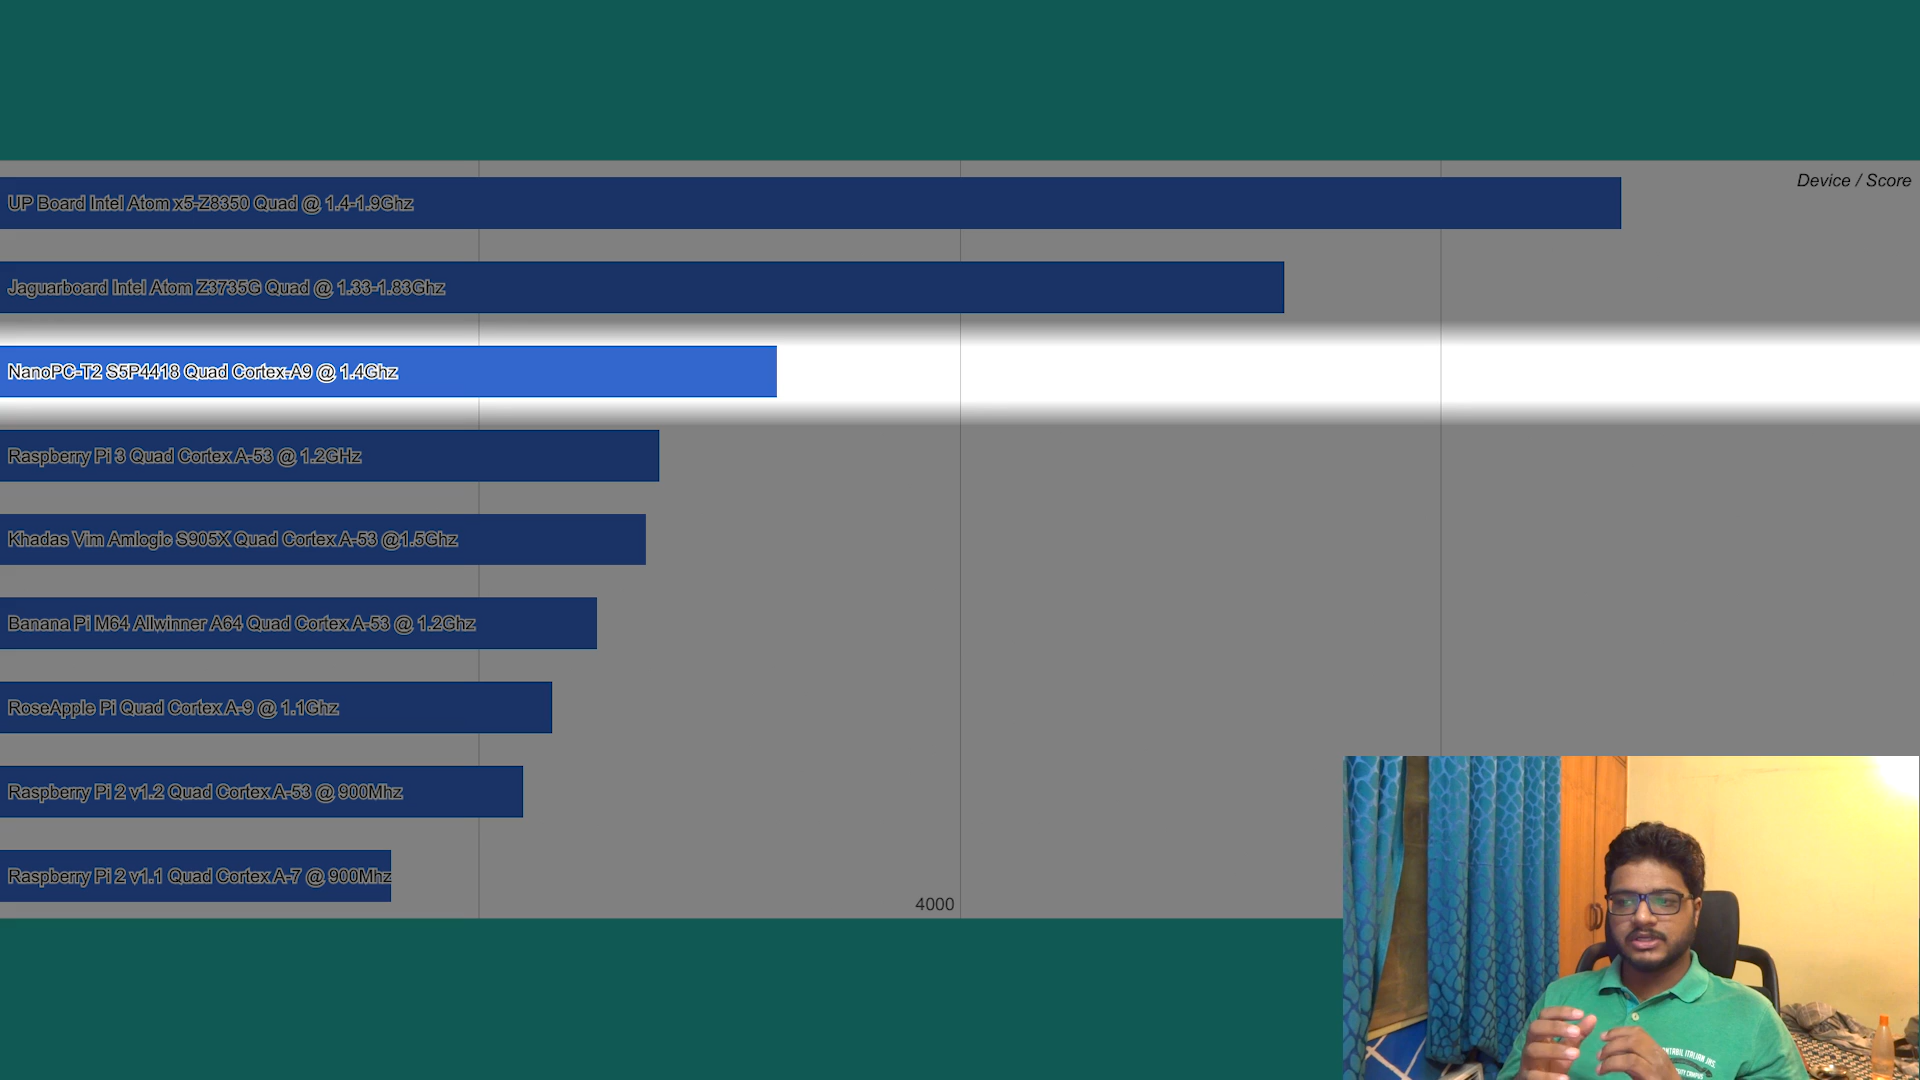 Device / Score
UP Board Intel Atom x5-Z8350 Quad @ 1.4-1.9Ghz
Jaguarboard Intel Atom Z3735G Quad @ 1.33-1.83Ghz
NanoPC-T2 S5P4418 Quad Cortex-A9 @ 1.4Ghz
Raspberry Pi 3 Quad Cortex A-53 @ 1.2GHz
Khadas Vim Amlogic S905X Quad Cortex A-53 @1.5Ghz
Banana Pi M64 Allwinner A64 Quad Cortex A-53 @ 1.2Ghz
RoseApple Pi Quad Cortex A-9 @ 1.1Ghz
Raspberry Pi 2 v1.2 Quad Cortex A-53 @ 900Mhz
Raspberry Pi 2 v1.1 Quad Cortex A-7 @ 900Mhz
4000